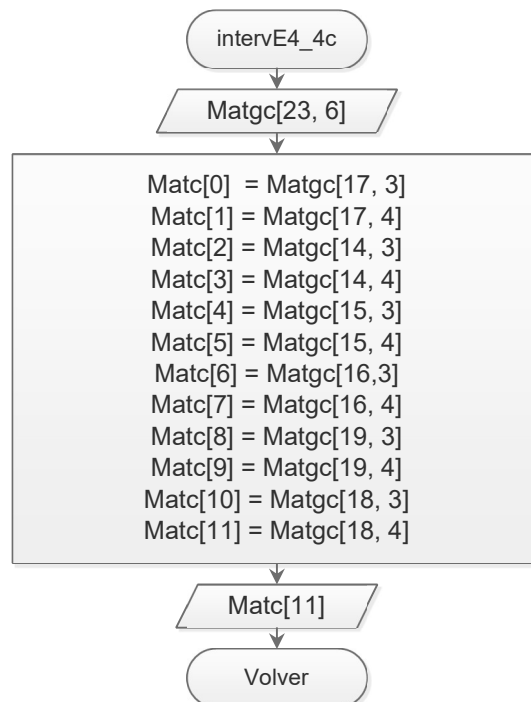 intervE4_4c
Matgc[23, 6]
Matc[0] = Matgc[17, 3]
Matc[1] = Matgc[17, 4]
Matc[2] = Matgc[14, 3]
Matc[3] = Matgc[14, 4]
Matc[4] = Matgc[15, 3]
Matc[5] = Matgc[15, 4]
Matc[6] = Matgc[16,3]
Matc[7] = Matgc[16, 4]
Matc[8] = Matgc[19, 3]
Matc[9] = Matgc[19, 4]
Matc[10] = Matgc[18, 3]
Matc[11] = Matgc[18, 4]
Matc[11]
Volver